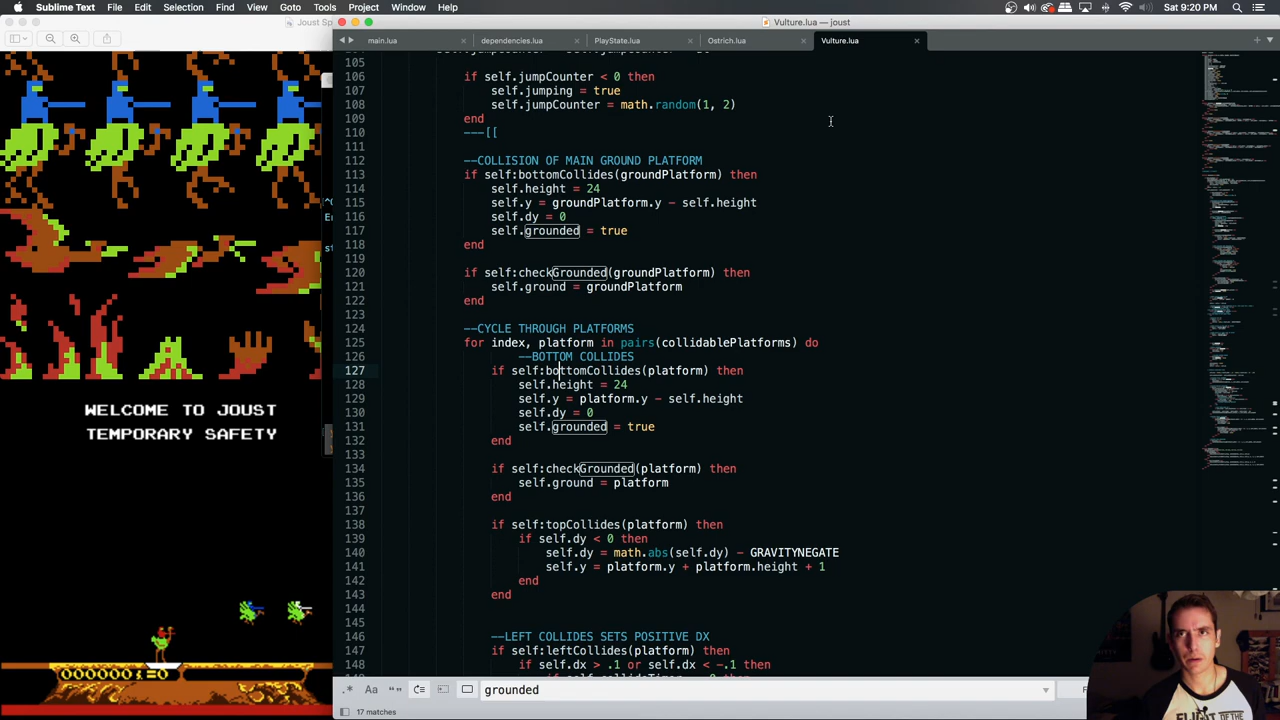 Sublime Text File Edit Selection Find View Goto Tools Project Window Help
Sat 9:20 PM
Joust Sp
Vulture.lua — joust
main.lua
dependencies.lua
PlayState.lua
Ostrich.lua
Vulture.lua
105
106 if self.jumpCounter < 0 then
107 self.jumping = true
108 self.jumpCounter = math.random(1, 2)
109 end
110 ---[[
111
112 --COLLISION OF MAIN GROUND PLATFORM
113 if self:bottomCollides(groundPlatform) then
114 self.height = 24
115 self.y = groundPlatform.y - self.height
116 self.dy = 0
117 self.grounded = true
118 end
119
120 if self:checkGrounded(groundPlatform) then
121 self.ground = groundPlatform
122 end
123
124 --CYCLE THROUGH PLATFORMS
125 for index, platform in pairs(collidablePlatforms) do
126 --BOTTOM COLLIDES
127 if self:bottomCollides(platform) then
128 self.height = 24
129 self.y = platform.y - self.height
130 self.dy = 0
131 self.grounded = true
132 end
133
134 if self:checkGrounded(platform) then
135 self.ground = platform
136 end
137
138 if self:topCollides(platform) then
139 if self.dy < 0 then
140 self.dy = math.abs(self.dy) - GRAVITYNEGATE
141 self.y = platform.y + platform.height + 1
142 end
143 end
144
145
146 --LEFT COLLIDES SETS POSITIVE DX
147 if self:leftCollides(platform) then
148 if self.dx > .1 or self.dx < -.1 then
WELCOME TO JOUST
TEMPORARY SAFETY
grounded
17 matches
FLIGHT OF THE